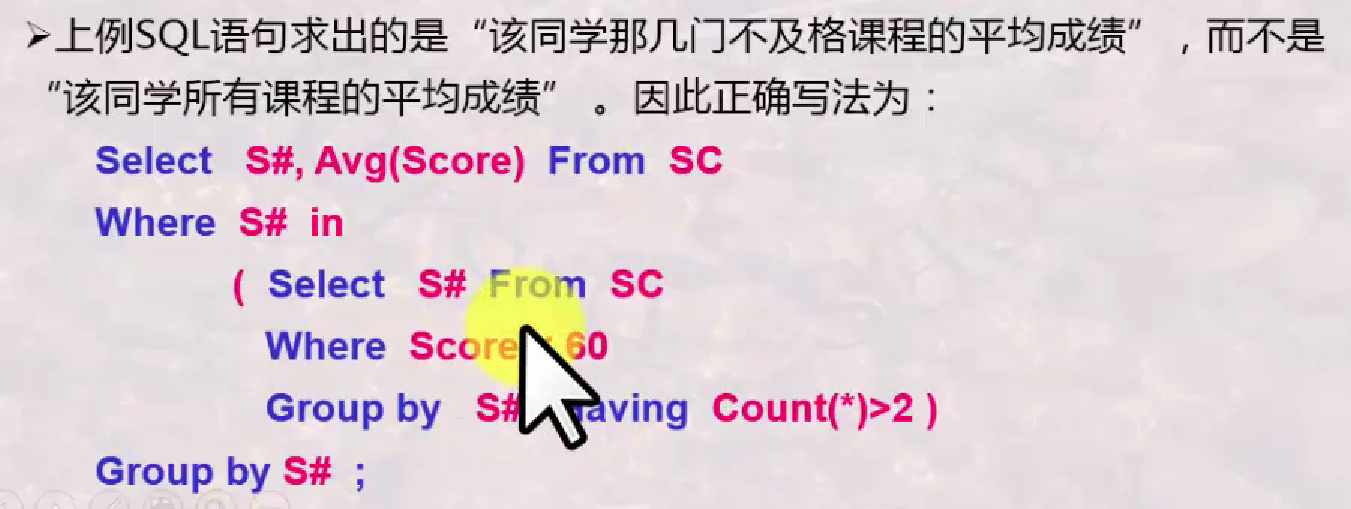 ➢上例SQL语句求出的是“该同学那几门不及格课程的平均成绩”，而不是
“该同学所有课程的平均成绩”。因此正确写法为：
Select S#, Avg(Score) From SC
Where S# in
( Select S# From SC
Where Score 60
Group by S# Having Count(*)>2 )
Group by S# ;